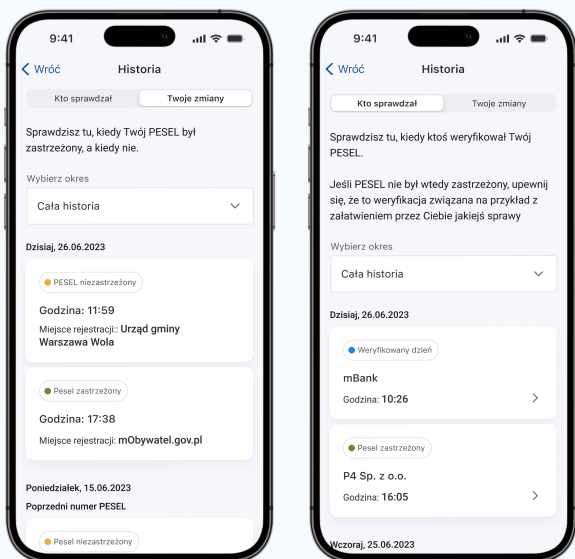 9:41
Wróć
Historia
Kto sprawdzał
Twoje zmiany
Sprawdzisz tu, kiedy Twój PESEL był
zastrzeżony, a kiedy nie.
Wybierz okres
Cała historia
Dzisiaj, 26.06.2023
PESEL niezastrzeżony
Godzina: 11:59
Miejsce rejestracji:: Urząd gminy
Warszawa Wola
Pesel zastrzeżony
Godzina: 17:38
Miejsce rejestracji: mObywatel.gov.pl
Poniedziałek, 15.06.2023
Poprzedni numer PESEL
Pesel niezastrzeżony
9:41
Wróć
Historia
Kto sprawdzał
Twoje zmiany
Sprawdzisz tu, kiedy ktoś weryfikował Twój
PESEL.
Jeśli PESEL nie był wtedy zastrzeżony, upewnij
się, że to weryfikacja związana na przykład z
załatwieniem przez Ciebie jakiejś sprawy
Wybierz okres
Cała historia
Dzisiaj, 26.06.2023
Weryfikowany dzień
mBank
Godzina: 10:26
Pesel zastrzeżony
P4 Sp. z o.o.
Godzina: 16:05
Wczoraj, 25.06.2023